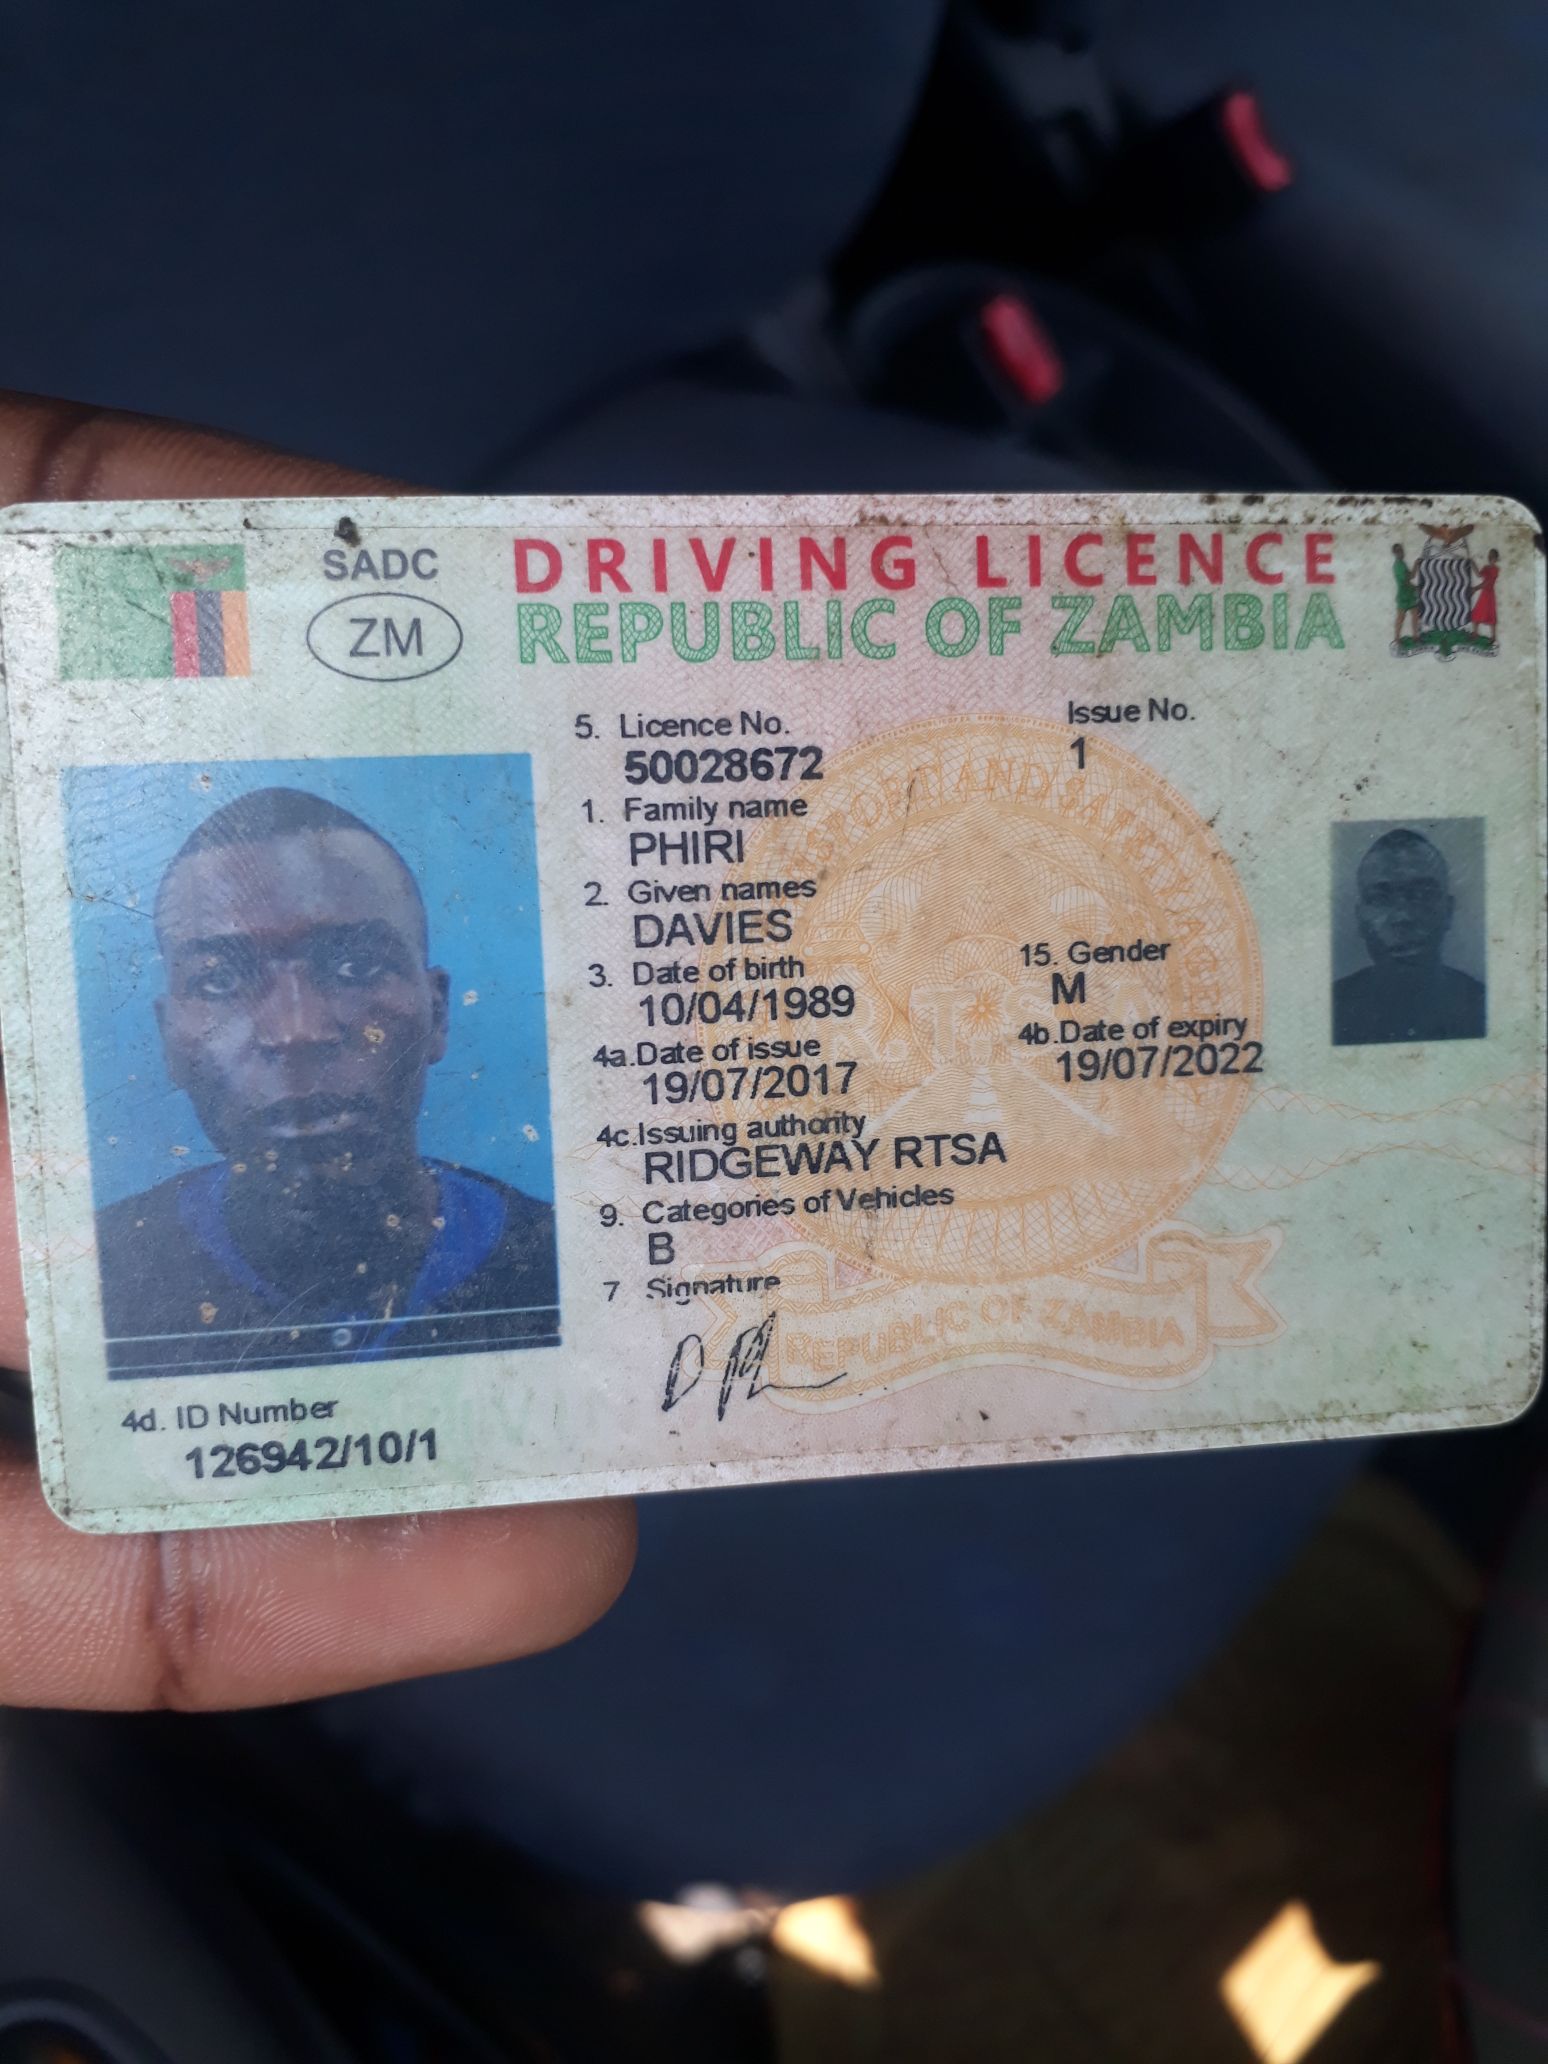 SADC
ZM
DRIVING LICENCE
REPUBLIC OF ZAMBIA
5. Licence No.
50028672
Issue No.
1
1. Family name
PHIRI
2. Given names
DAVIES
3. Date of birth
10/04/1989
15. Gender
M
4a.Date of issue
19/07/2017
4b.Date of expiry
19/07/2022
4c.Issuing authority
RIDGEWAY RTSA
9. Categories of Vehicles
B
7 Signature
REPUBLIC OF ZAMBIA
4d. ID Number
126942/10/1